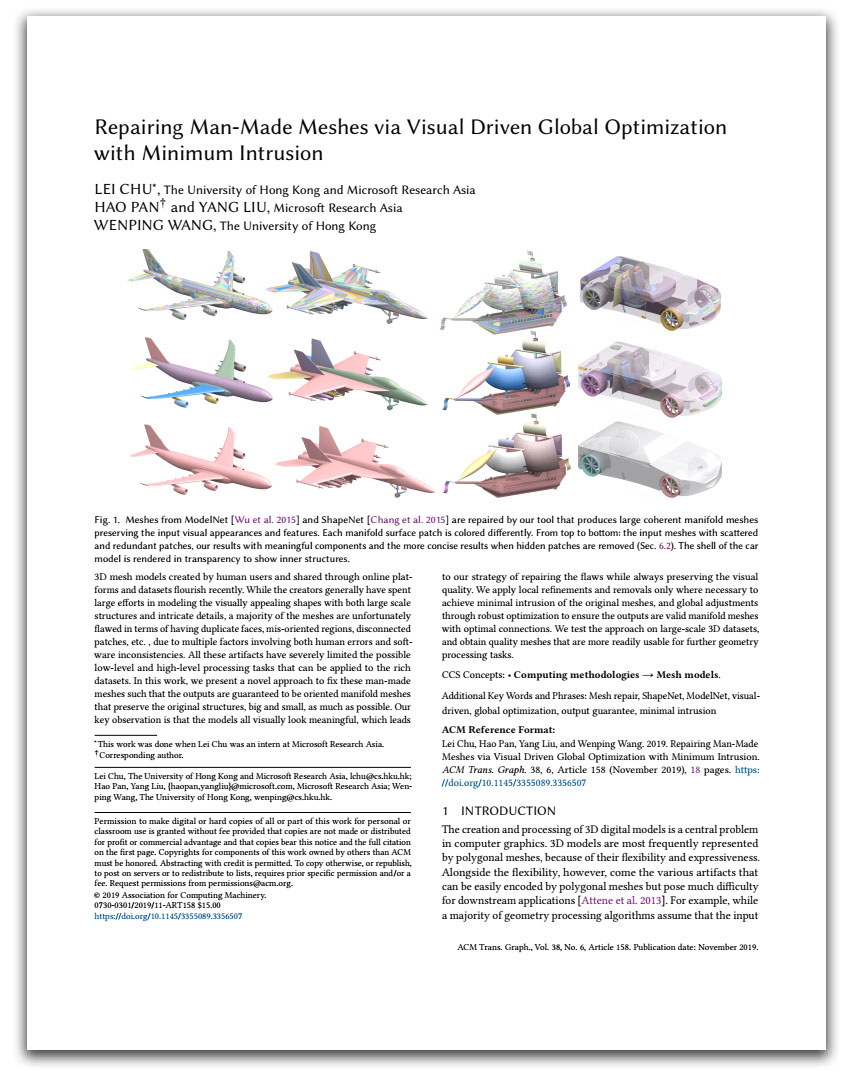 Repairing Man-Made Meshes via Visual Driven Global Optimization
with Minimum Intrusion
LEI CHU*, The University of Hong Kong and Microsoft Research Asia
HAO PAN† and YANG LIU, Microsoft Research Asia
WENPING WANG, The University of Hong Kong
Fig. 1. Meshes from ModelNet [Wu et al. 2015] and ShapeNet [Chang et al. 2015] are repaired by our tool that produces large coherent manifold meshes
preserving the input visual appearances and features. Each manifold surface patch is colored differently. From top to bottom: the input meshes with scattered
and redundant patches, our results with meaningful components and the more concise results when hidden patches are removed (Sec. 6.2). The shell of the car
model is rendered in transparency to show inner structures.
3D mesh models created by human users and shared through online plat-
forms and datasets flourish recently. While the creators generally have spent
large efforts in modeling the visually appealing shapes with both large scale
structures and intricate details, a majority of the meshes are unfortunately
flawed in terms of having duplicate faces, mis-oriented regions, disconnected
patches, etc. , due to multiple factors involving both human errors and soft-
ware inconsistencies. All these artifacts have severely limited the possible
low-level and high-level processing tasks that can be applied to the rich
datasets. In this work, we present a novel approach to fix these man-made
meshes such that the outputs are guaranteed to be oriented manifold meshes
that preserve the original structures, big and small, as much as possible. Our
key observation is that the models all visually look meaningful, which leads
*This work was done when Lei Chu was an intern at Microsoft Research Asia.
†Corresponding author.
Lei Chu, The University of Hong Kong and Microsoft Research Asia, lchu@cs.hku.hk;
Hao Pan, Yang Liu, {haopan,yangliu}@microsoft.com, Microsoft Research Asia; Wen-
ping Wang, The University of Hong Kong, wenping@cs.hku.hk.
Permission to make digital or hard copies of all or part of this work for personal or
classroom use is granted without fee provided that copies are not made or distributed
for profit or commercial advantage and that copies bear this notice and the full citation
on the first page. Copyrights for components of this work owned by others than ACM
must be honored. Abstracting with credit is permitted. To copy otherwise, or republish,
to post on servers or to redistribute to lists, requires prior specific permission and/or a
fee. Request permissions from permissions@acm.org.
© 2019 Association for Computing Machinery.
0730-0301/2019/11-ART158 $15.00
https://doi.org/10.1145/3355089.3356507
to our strategy of repairing the flaws while always preserving the visual
quality. We apply local refinements and removals only where necessary to
achieve minimal intrusion of the original meshes, and global adjustments
through robust optimization to ensure the outputs are valid manifold meshes
with optimal connections. We test the approach on large-scale 3D datasets,
and obtain quality meshes that are more readily usable for further geometry
processing tasks.
CCS Concepts: • Computing methodologies → Mesh models.
Additional Key Words and Phrases: Mesh repair, ShapeNet, ModelNet, visual-
driven, global optimization, output guarantee, minimal intrusion
ACM Reference Format:
Lei Chu, Hao Pan, Yang Liu, and Wenping Wang. 2019. Repairing Man-Made
Meshes via Visual Driven Global Optimization with Minimum Intrusion.
ACM Trans. Graph. 38, 6, Article 158 (November 2019), 18 pages. https:
//doi.org/10.1145/3355089.3356507
1 INTRODUCTION
The creation and processing of 3D digital models is a central problem
in computer graphics. 3D models are most frequently represented
by polygonal meshes, because of their flexibility and expressiveness.
Alongside the flexibility, however, come the various artifacts that
can be easily encoded by polygonal meshes but pose much difficulty
for downstream applications [Attene et al. 2013]. For example, while
a majority of geometry processing algorithms assume that the input
ACM Trans. Graph., Vol. 38, No. 6, Article 158. Publication date: November 2019.